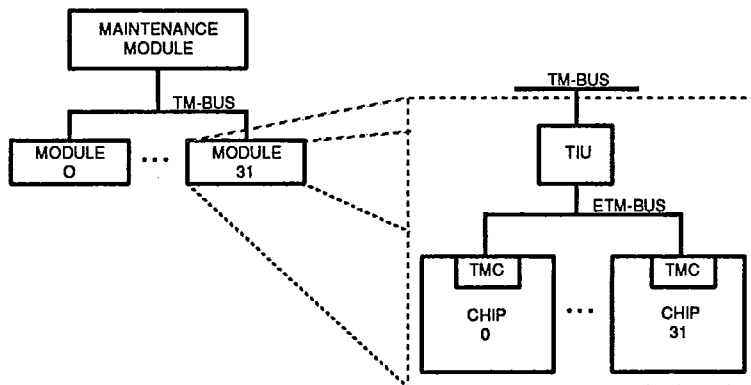 MAINTENANCE
MODULE
TM-BUS
MODULE
0
...
MODULE
31
TM-BUS
TIU
ETM-BUS
TMC
CHIP
0
...
TMC
CHIP
31